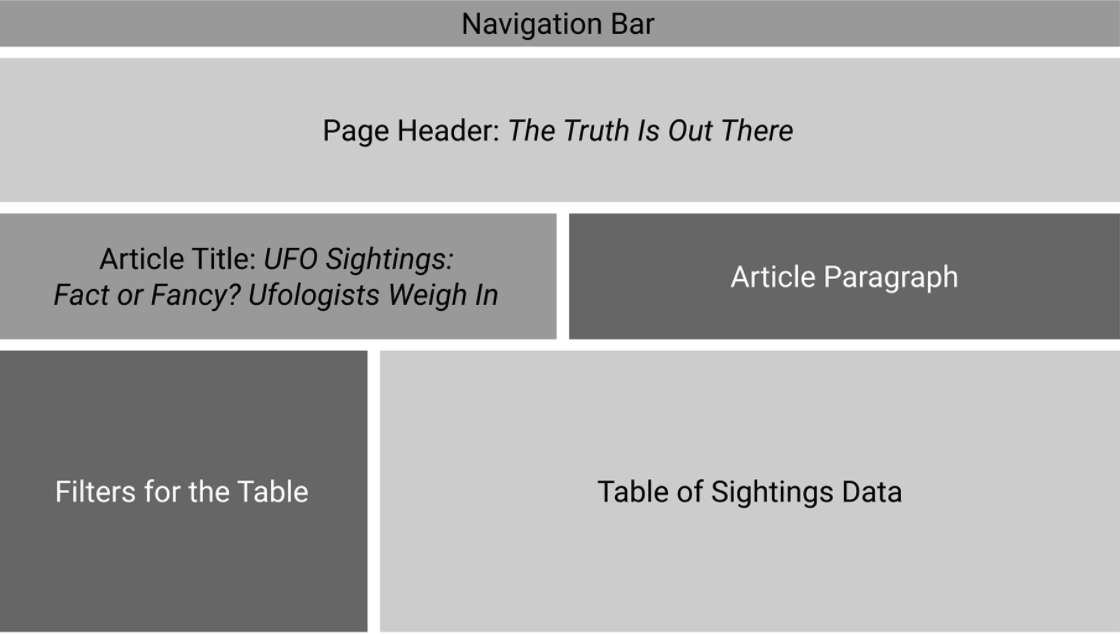 Navigation Bar
Page Header: The Truth Is Out There
Article Title: UFO Sightings:
Fact or Fancy? Ufologists Weigh In
Article Paragraph
Filters for the Table
Table of Sightings Data